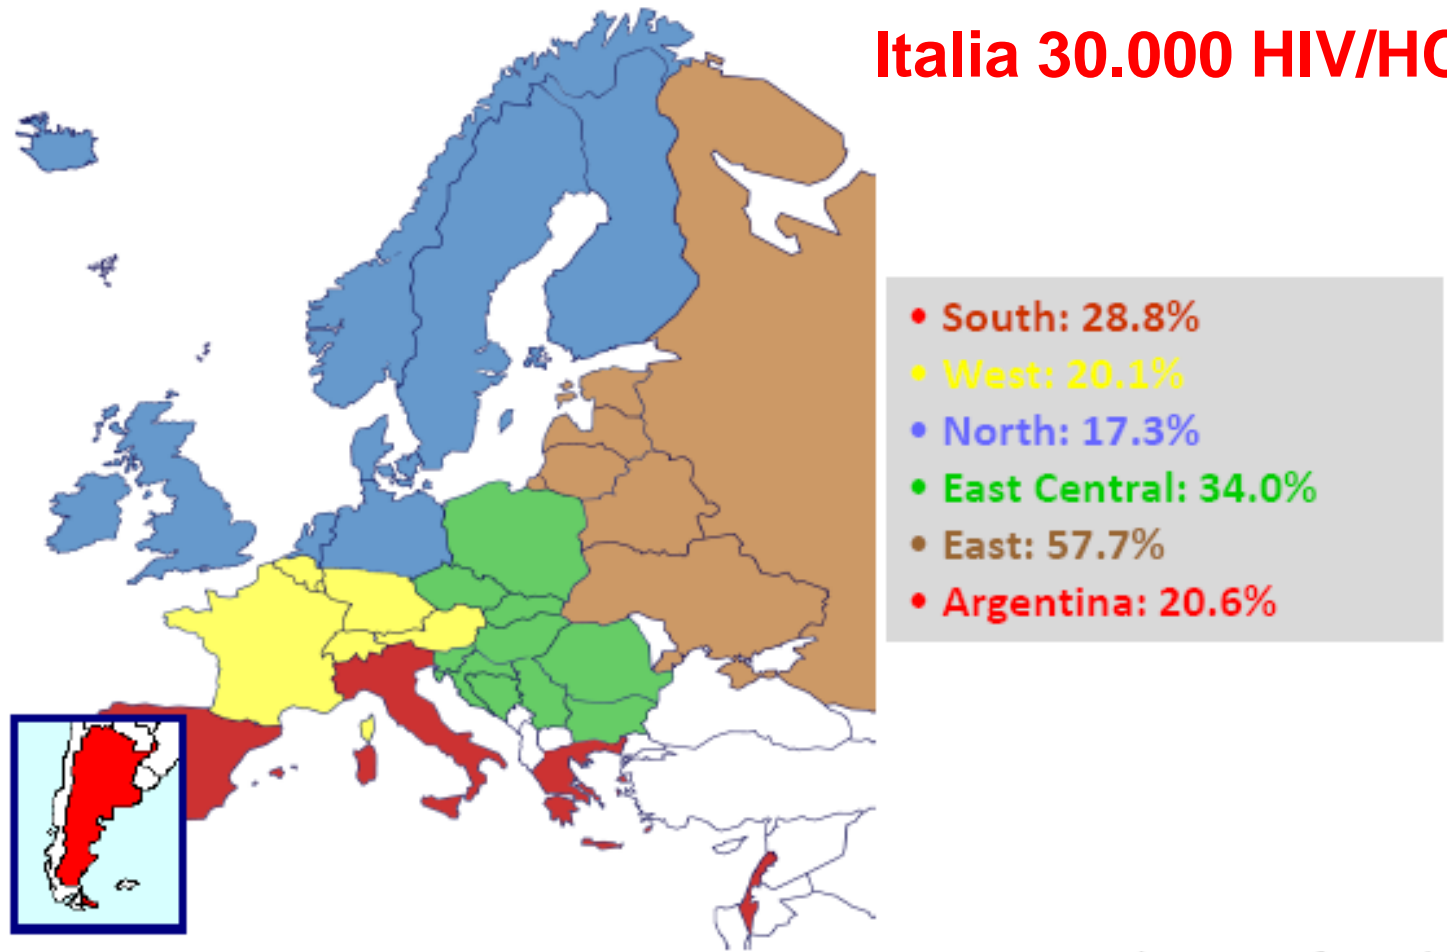 Italia 30.000 HIV/HC
• South: 28.8%
• West: 20.1%
• North: 17.3%
• East Central: 34.0%
• East: 57.7%
• Argentina: 20.6%